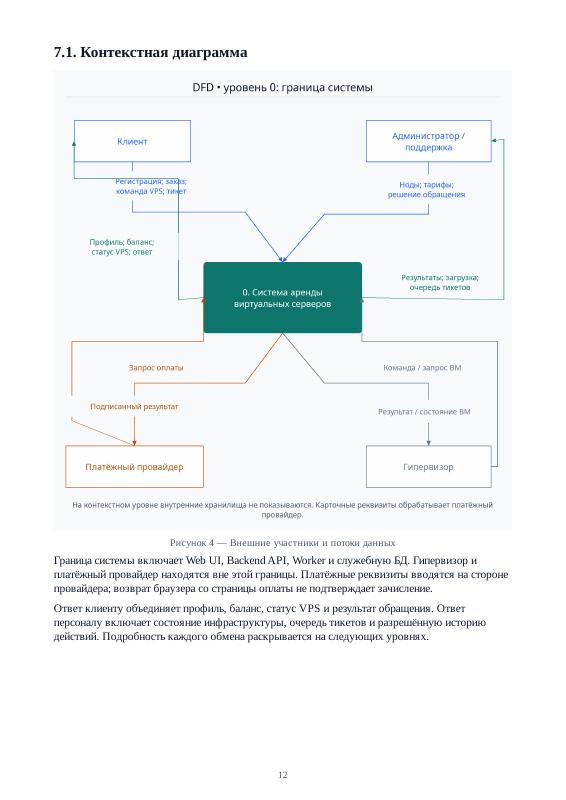 7.1. Контекстная диаграмма
DFD • уровень 0: граница системы
Клиент
Администратор /
поддержка
Регистрация; заказ;
команда VPS; тикет
Ноды; тарифы;
решение обращения
Профиль; баланс;
статус VPS; ответ
Результаты; загрузка;
очередь тикетов
0. Система аренды
виртуальных серверов
Запрос оплаты
Команда / запрос ВМ
Подписанный результат
Результат / состояние ВМ
Платёжный провайдер
Гипервизор
На контекстном уровне внутренние хранилища не показываются. Карточные реквизиты обрабатывает платёжный
провайдер.
Рисунок 4 — Внешние участники и потоки данных
Граница системы включает Web UI, Backend API, Worker и служебную БД. Гипервизор и
платёжный провайдер находятся вне этой границы. Платёжные реквизиты вводятся на стороне
провайдера; возврат браузера со страницы оплаты не подтверждает зачисление.
Ответ клиенту объединяет профиль, баланс, статус VPS и результат обращения. Ответ
персоналу включает состояние инфраструктуры, очередь тикетов и разрешённую историю
действий. Подробность каждого обмена раскрывается на следующих уровнях.
12